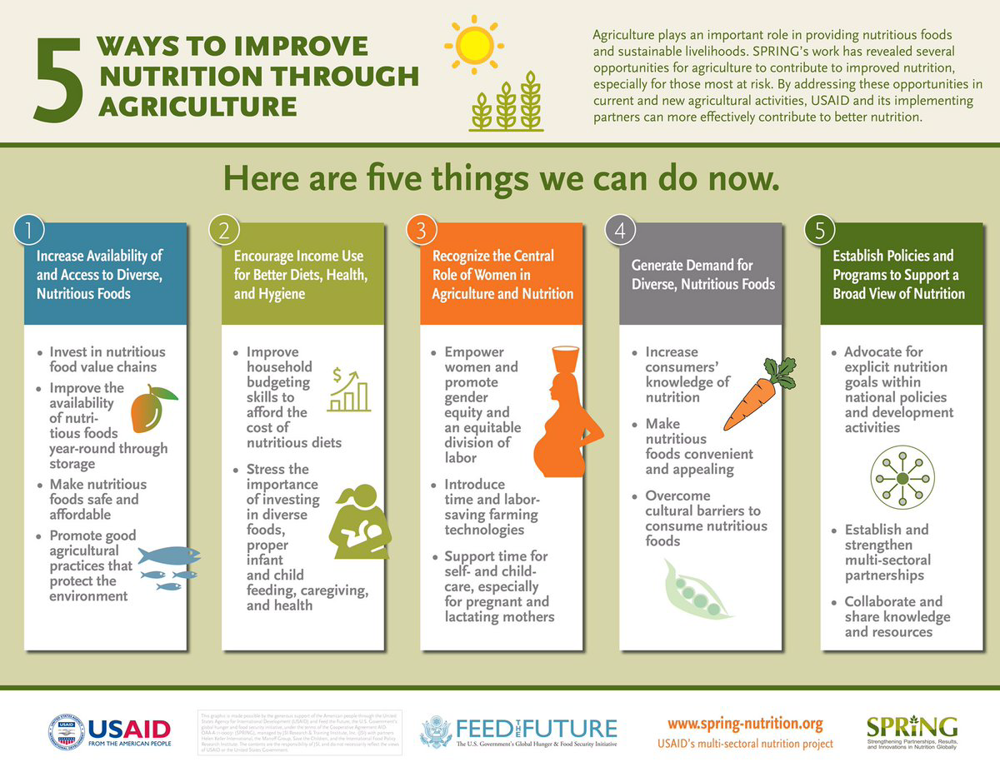 5
WAYS TO IMPROVE
NUTRITION THROUGH
AGRICULTURE
Agriculture plays an important role in providing nutritious foods
and sustainable livelihoods. SPRING's work has revealed several
opportunities for agriculture to contribute to improved nutrition,
especially for those most at risk. By addressing these opportunities in
current and new agricultural activities, USAID and its implementing
partners can more effectively contribute to better nutrition.
Here are five things we can do now.
1
Increase Availability of
and Access to Diverse,
Nutritious Foods
• Invest in nutritious
food value chains
• Improve the
availability
of nutri-
tious foods
year-round through
storage
• Make nutritious
foods safe and
affordable
• Promote good
agricultural
practices that
protect the
environment
2
Encourage Income Use
for Better Diets, Health,
and Hygiene
• Improve
household
budgeting
skills to
afford the
cost of
nutritious diets
$
• Stress the
importance
of investing
in diverse
foods,
proper
infant
and child
feeding, caregiving,
and health
3
Recognize the Central
Role of Women in
Agriculture and Nutrition
• Empower
women and
promote
gender
equity and
an equitable
division of
labor
• Introduce
time and labor-
saving farming
technologies
• Support time for
self- and child-
care, especially
for pregnant and
lactating mothers
4
Generate Demand for
Diverse, Nutritious Foods
• Increase
consumers'
knowledge of
nutrition
• Make
nutritious
foods convenient
and appealing
• Overcome
cultural barriers to
consume nutritious
foods
5
Establish Policies and
Programs to Support a
Broad View of Nutrition
• Advocate for
explicit nutrition
goals within
national policies
and development
activities
• Establish and
strengthen
multi-sectoral
partnerships
• Collaborate and
share knowledge
and resources
USAID
USAID
FROM THE AMERICAN PEOPLE
This graphic is made possible by the generous support of the American people through the United
States Agency for International Development (USAID) and Feed the Future, the U.S. Government's
global hunger and food security initiative, under the terms of the Cooperative Agreement AID-
(SPRING), managed by JSI Research & Training Institute, Inc. (JSI) with partners
Helen Keller International, the Manoff Group, Save the Children, and the International Food Policy
Research Institute. The contents are the responsibility of JSI, and do not necessarily reflect the views
of USAID or the United States Government.
FEED THE FUTURE
The U.S. Government's Global Hunger & Food Security Initiative
www.spring-nutrition.org
USAID's multi-sectoral nutrition project
SPRING
Strengthening Partnerships, Results,
and Innovations in Nutrition Globally